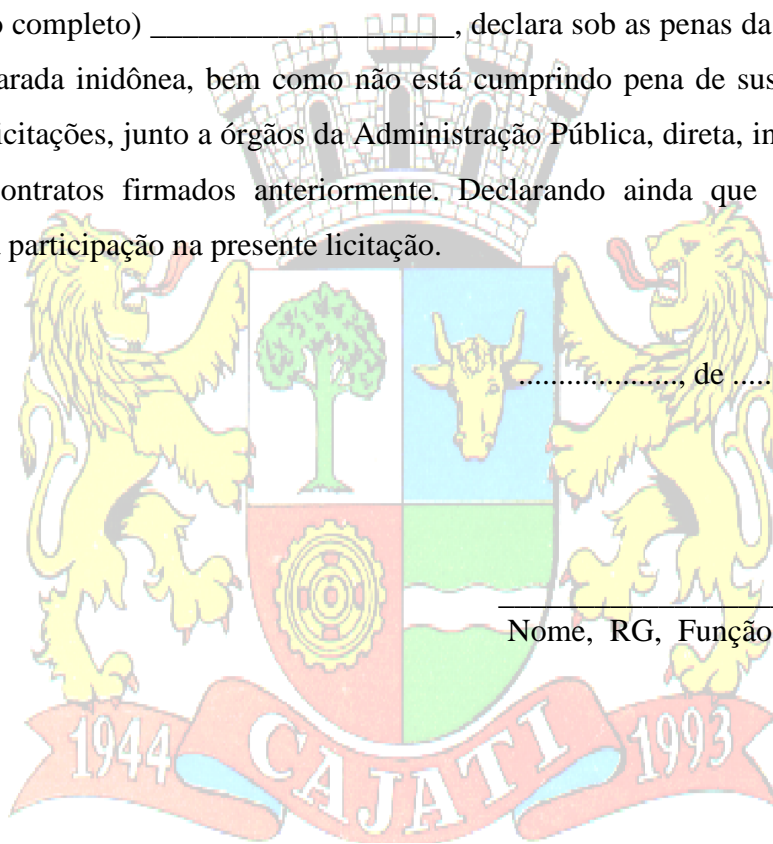 o completo) ___________________, declara sob as penas da
arada inidônea, bem como não está cumprindo pena de sus
icitações, junto a órgãos da Administração Pública, direta, in
ontratos firmados anteriormente. Declarando ainda que
participação na presente licitação.
...................., de .....
___________________
Nome, RG, Função
1944 CAJATI 1993